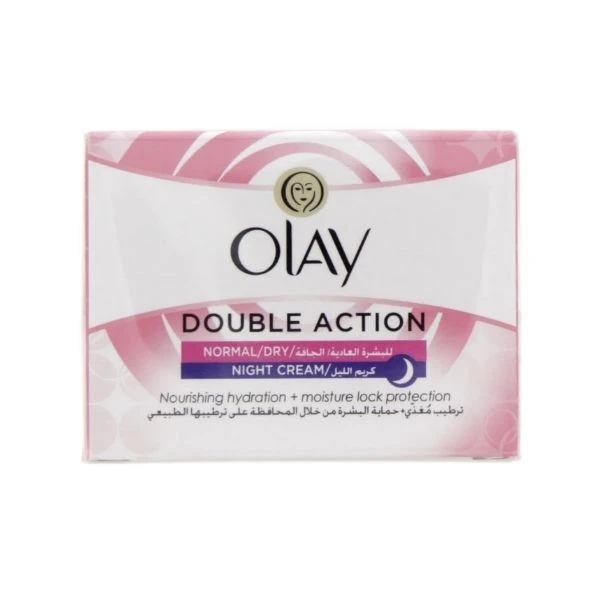 OLAY
DOUBLE ACTION
NORMAL/DRY/للبشرة العادية/ الجافة
NIGHT CREAM/كريم الليل
Nourishing hydration + moisture lock protection
ترطيب مُغذّي+ حماية البشرة من خلال المحافظة على ترطيبها الطبيعي